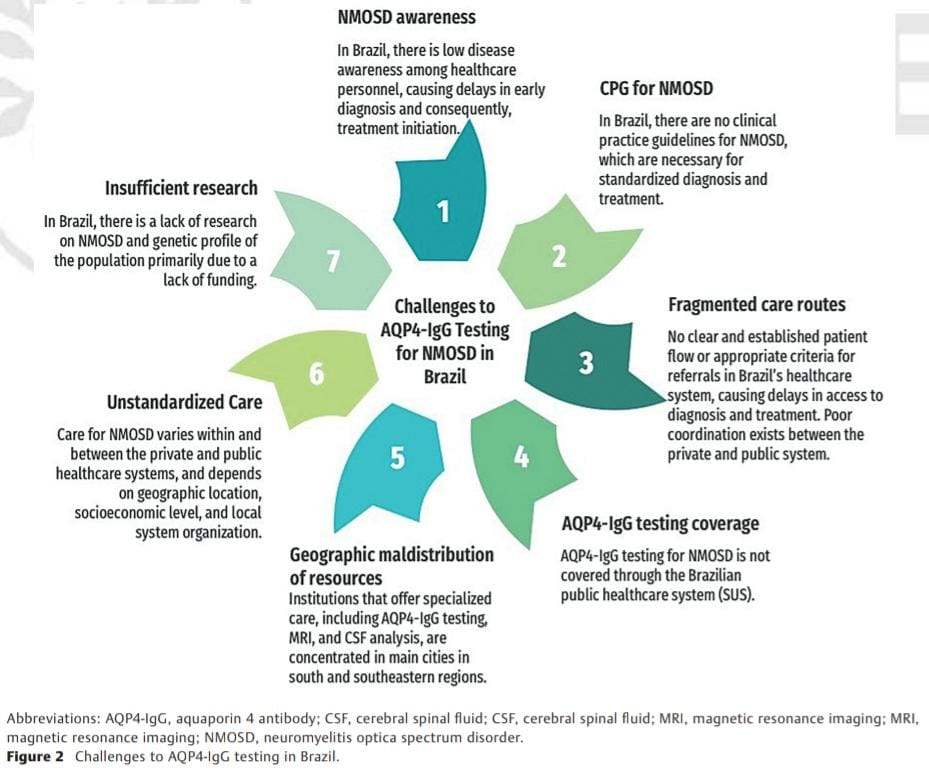 NMOSD awareness
In Brazil, there is low disease
awareness among healthcare
personnel, causing delays in early
diagnosis and consequently,
treatment initiation.
1
CPG for NMOSD
In Brazil, there are no clinical
practice guidelines for NMOSD,
which are necessary for
standardized diagnosis and
treatment.
2
Fragmented care routes
No clear and established patient
flow or appropriate criteria for
referrals in Brazil's healthcare
system, causing delays in access to
diagnosis and treatment. Poor
coordination exists between the
private and public system.
3
AQP4-IgG testing coverage
AQP4-IgG testing for NMOSD is not
covered through the Brazilian
public healthcare system (SUS).
4
Geographic maldistribution
of resources
Institutions that offer specialized
care, including AQP4-IgG testing,
MRI, and CSF analysis, are
concentrated in main cities in
south and southeastern regions.
5
Unstandardized Care
Care for NMOSD varies within and
between the private and public
healthcare systems, and depends
on geographic location,
socioeconomic level, and local
system organization.
6
Insufficient research
In Brazil, there is a lack of research
on NMOSD and genetic profile of
the population primarily due to a
lack of funding.
7
Challenges to
AQP4-IgG Testing
for NMOSD in
Brazil
Abbreviations: AQP4-IgG, aquaporin 4 antibody; CSF, cerebral spinal fluid; CSF, cerebral spinal fluid; MRI, magnetic resonance imaging; MRI,
magnetic resonance imaging; NMOSD, neuromyelitis optica spectrum disorder.
Figure 2 Challenges to AQP4-IgG testing in Brazil.